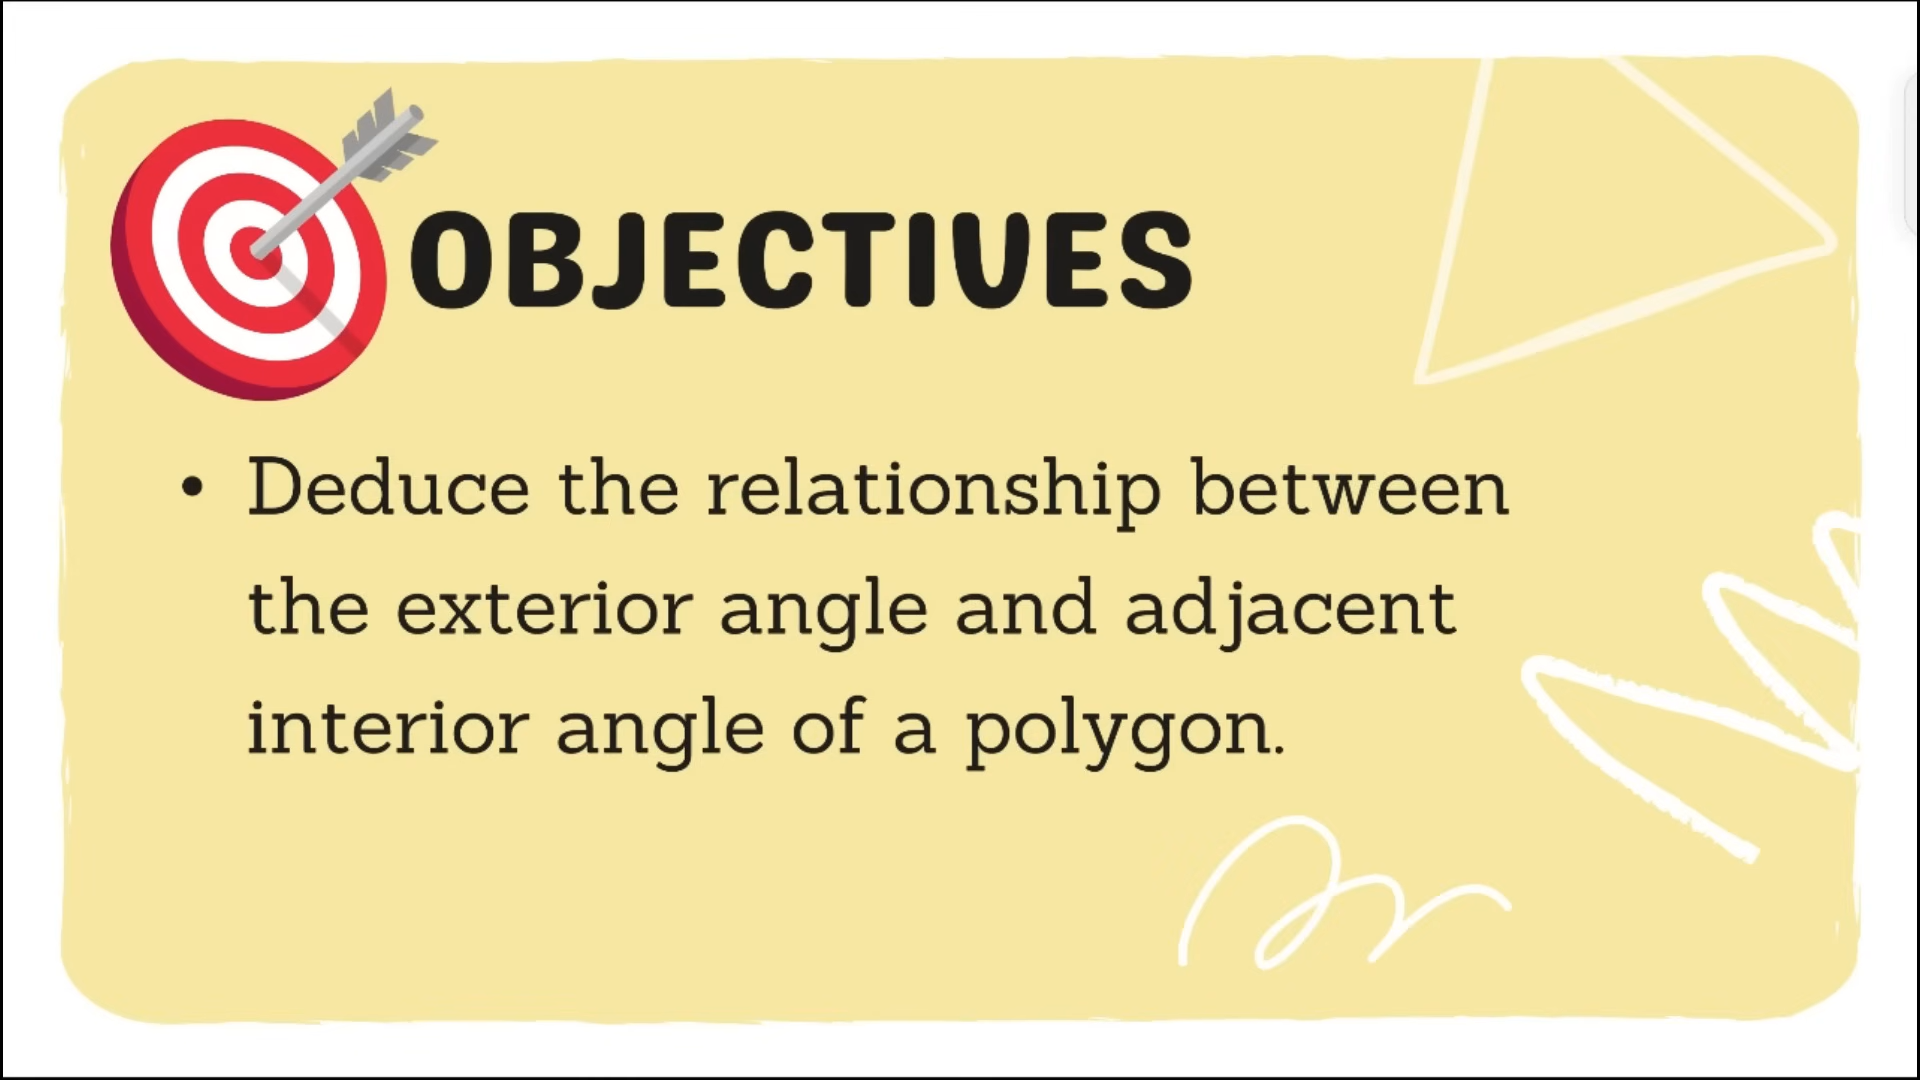 OBJECTIVES
• Deduce the relationship between
the exterior angle and adjacent
interior angle of a polygon.